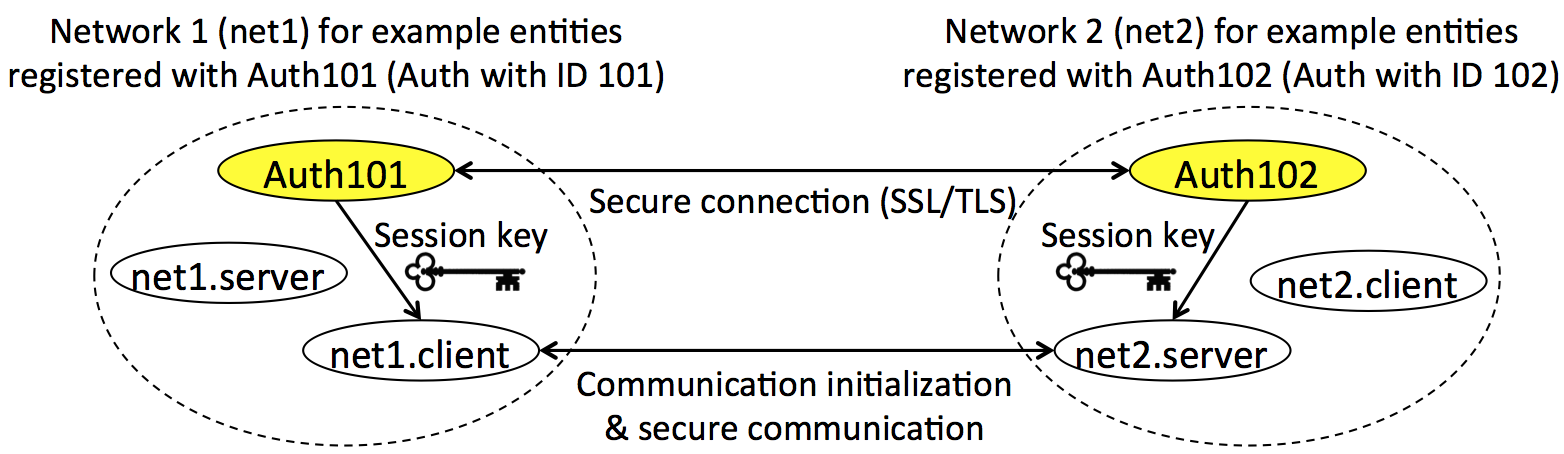 Network 1 (net1) for example entities
registered with Auth101 (Auth with ID 101)
Network 2 (net2) for example entities
registered with Auth102 (Auth with ID 102)
Auth101
Auth102
Secure connection (SSL/TLS)
Session key
Session key
net1.server
net2.client
net1.client
net2.server
Communication initialization
& secure communication